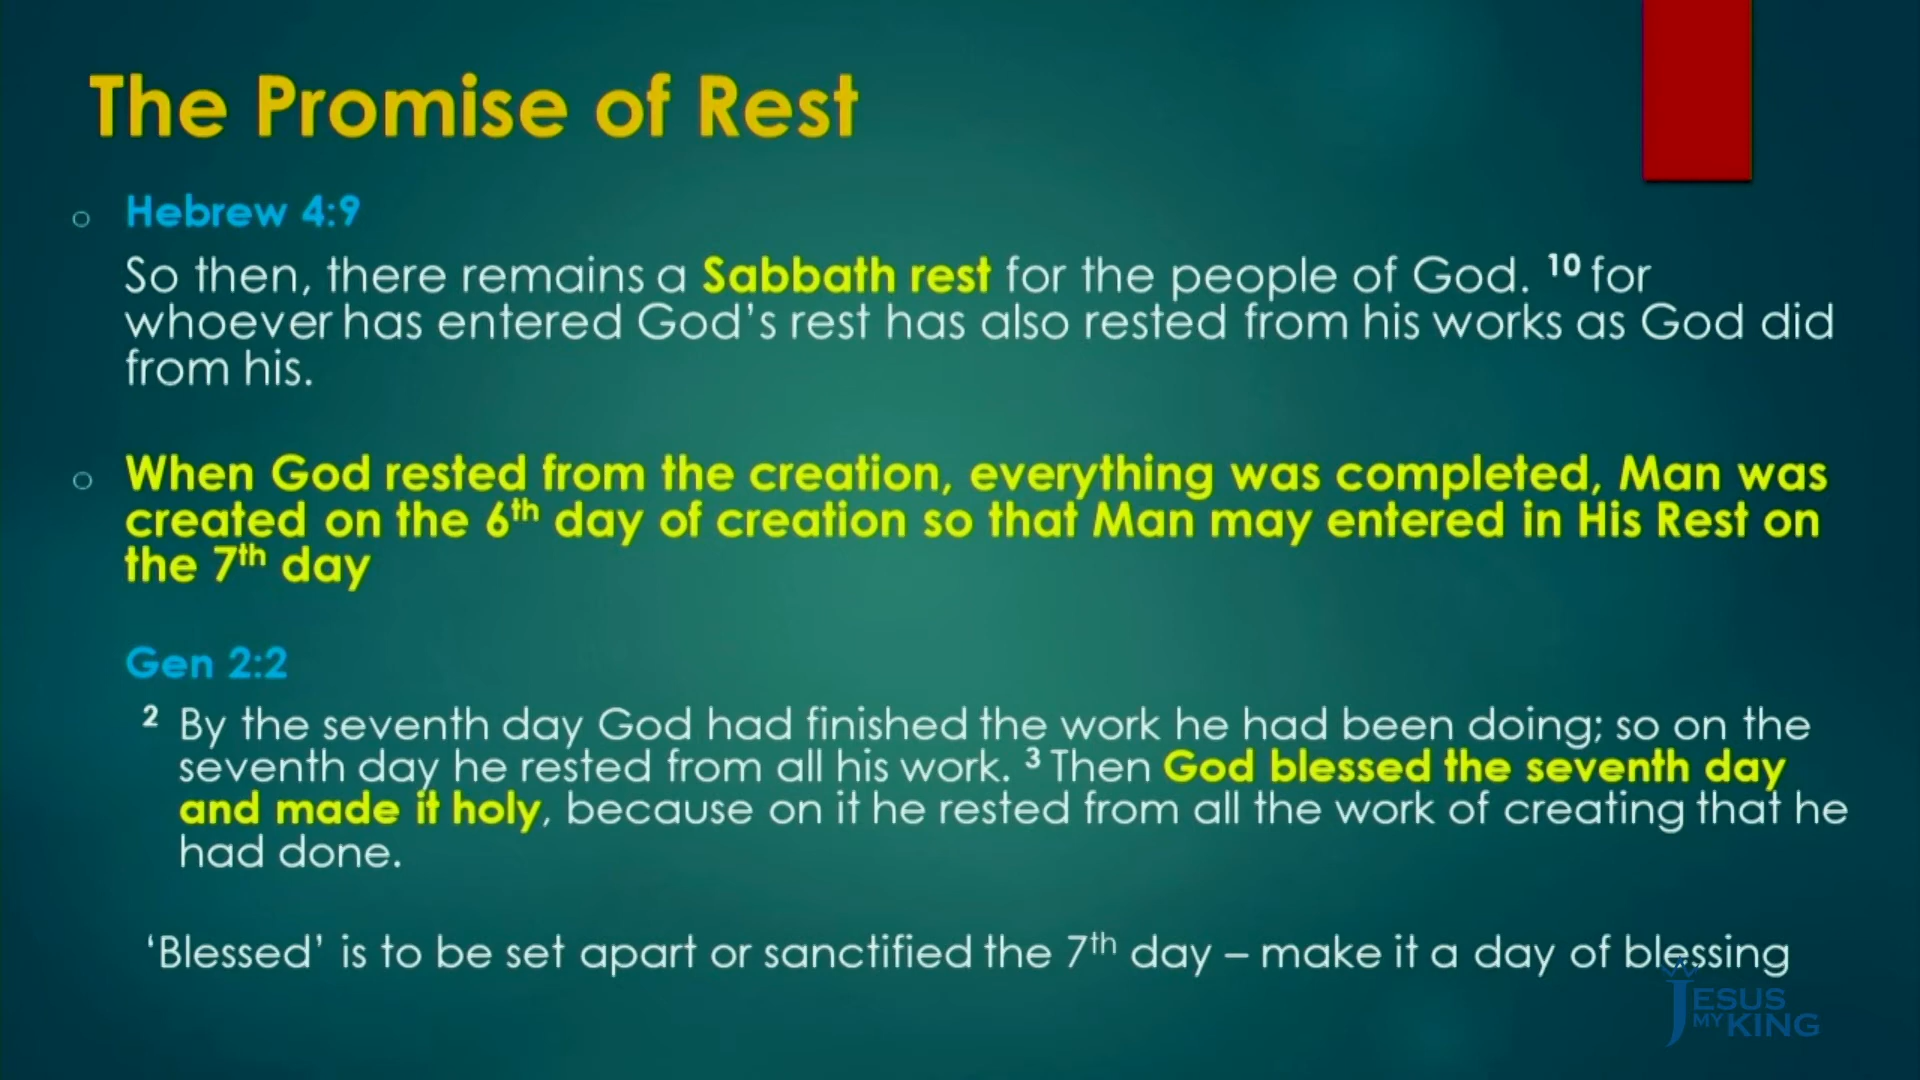 The Promise of Rest
Hebrew 4:9
So then, there remains a Sabbath rest for the people of God. ¹⁰ for
whoever has entered God's rest has also rested from his works as God did
from his.
When God rested from the creation, everything was completed, Man was
created on the 6th day of creation so that Man may entered in His Rest on
the 7th day
Gen 2:2
² By the seventh day God had finished the work he had been doing; so on the
seventh day he rested from all his work. ³ Then God blessed the seventh day
and made it holy, because on it he rested from all the work of creating that he
had done.
‘Blessed’ is to be set apart or sanctified the 7th day – make it a day of blessing
JESUS
MY KING